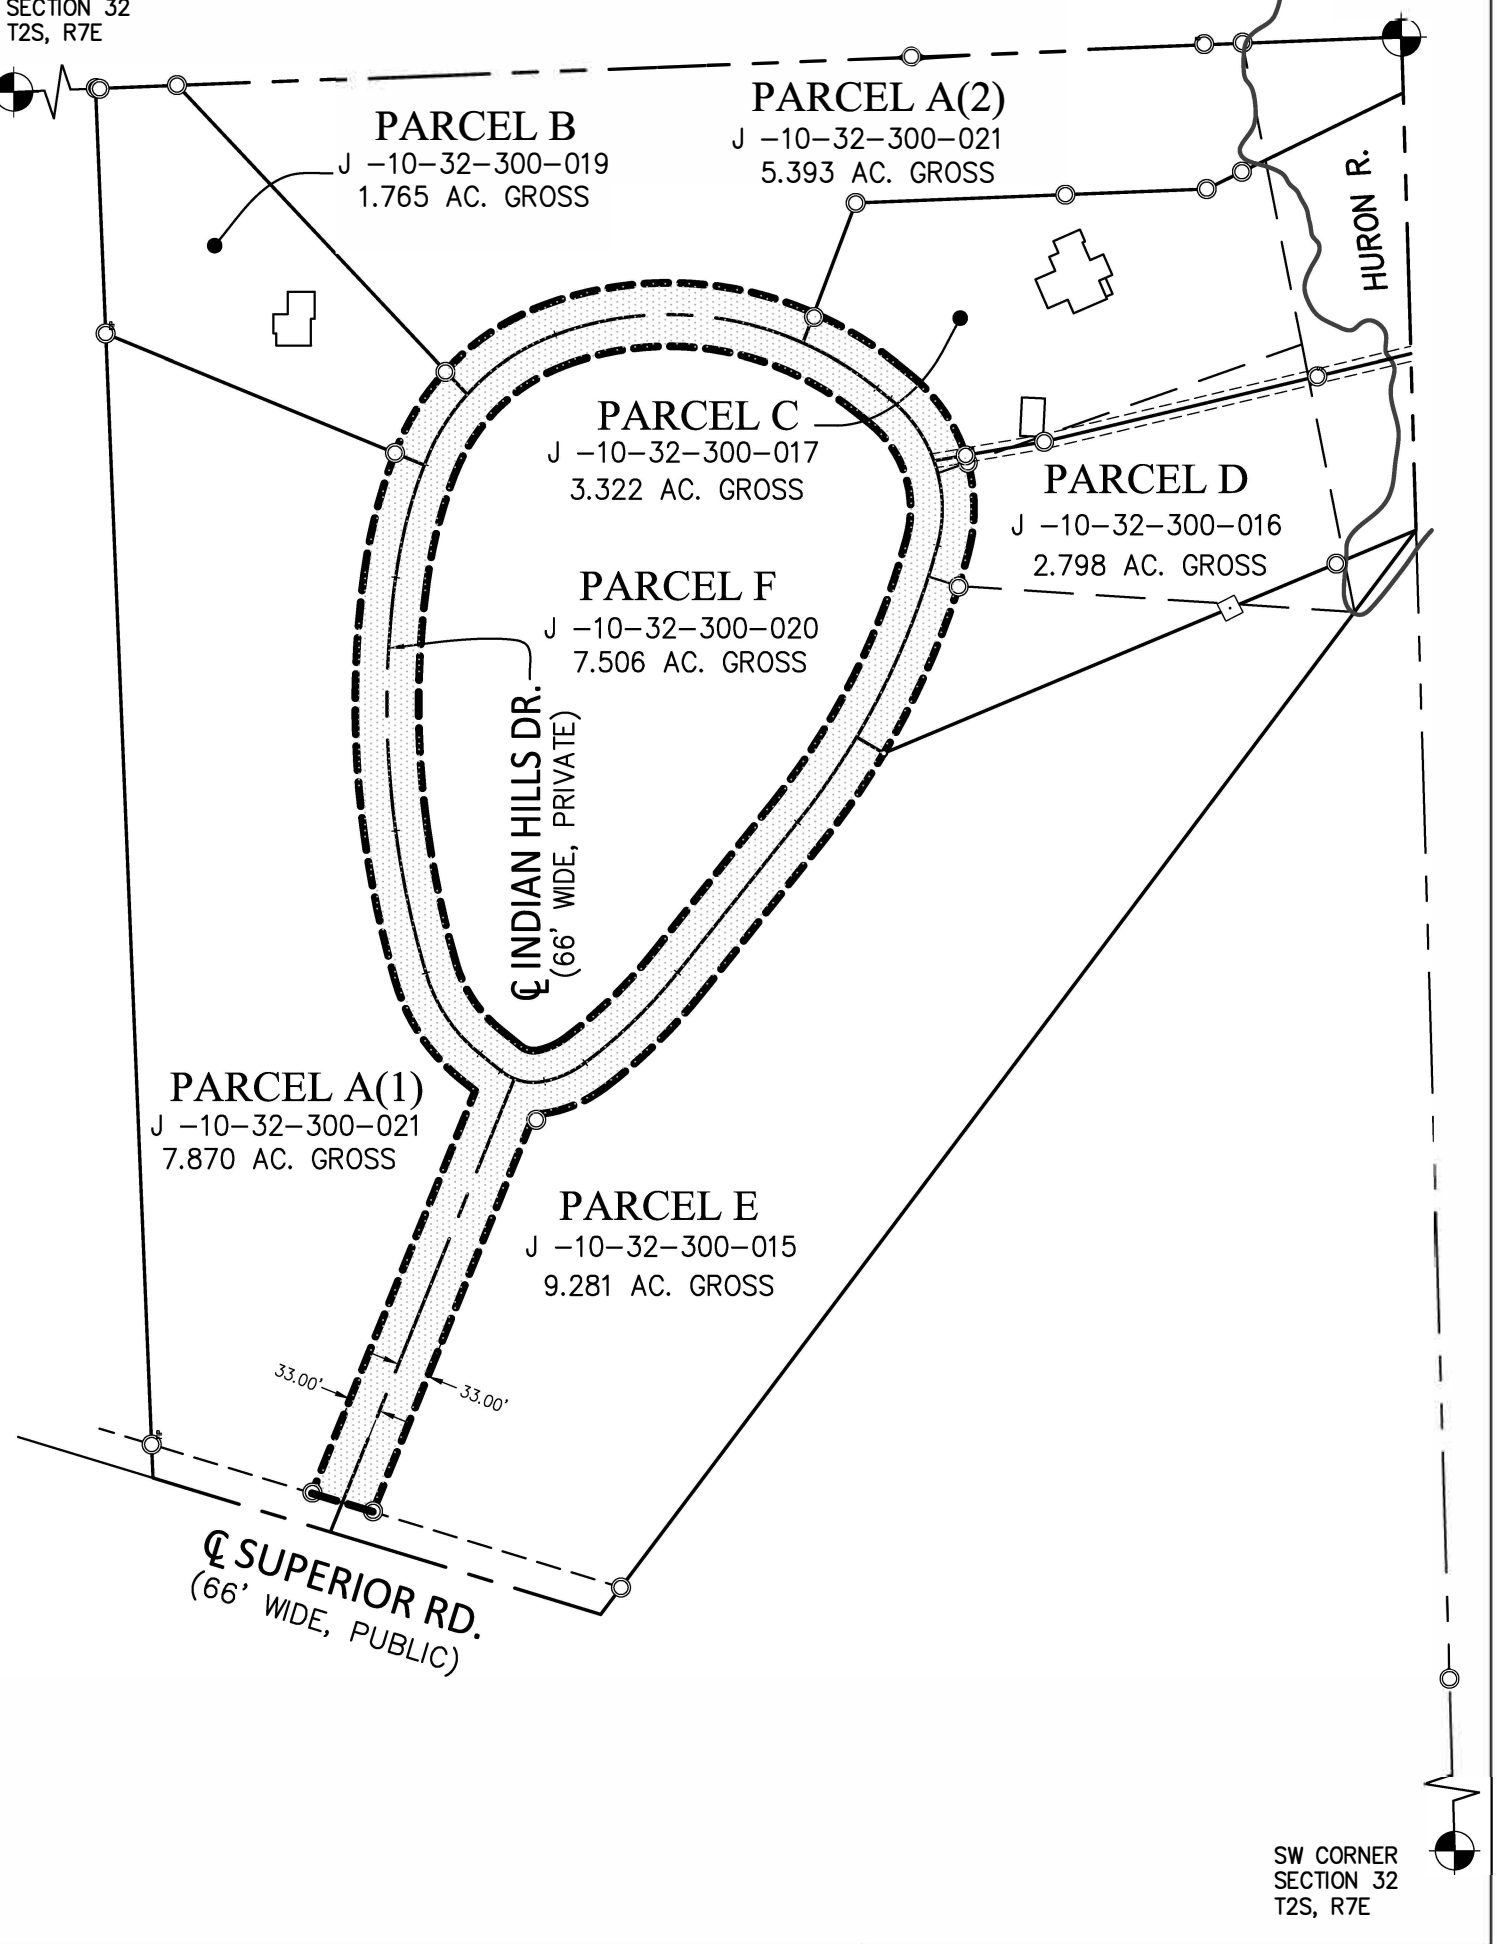 SECTION 32
T2S, R7E
PARCEL B
J -10-32-300-019
1.765 AC. GROSS
PARCEL A(2)
J -10-32-300-021
5.393 AC. GROSS
HURON R.
PARCEL C
J -10-32-300-017
3.322 AC. GROSS
PARCEL D
J -10-32-300-016
2.798 AC. GROSS
PARCEL F
J -10-32-300-020
7.506 AC. GROSS
℄ INDIAN HILLS DR.
(66' WIDE, PRIVATE)
PARCEL A(1)
J -10-32-300-021
7.870 AC. GROSS
PARCEL E
J -10-32-300-015
9.281 AC. GROSS
33.00'
33.00'
℄ SUPERIOR RD.
(66' WIDE, PUBLIC)
SW CORNER
SECTION 32
T2S, R7E